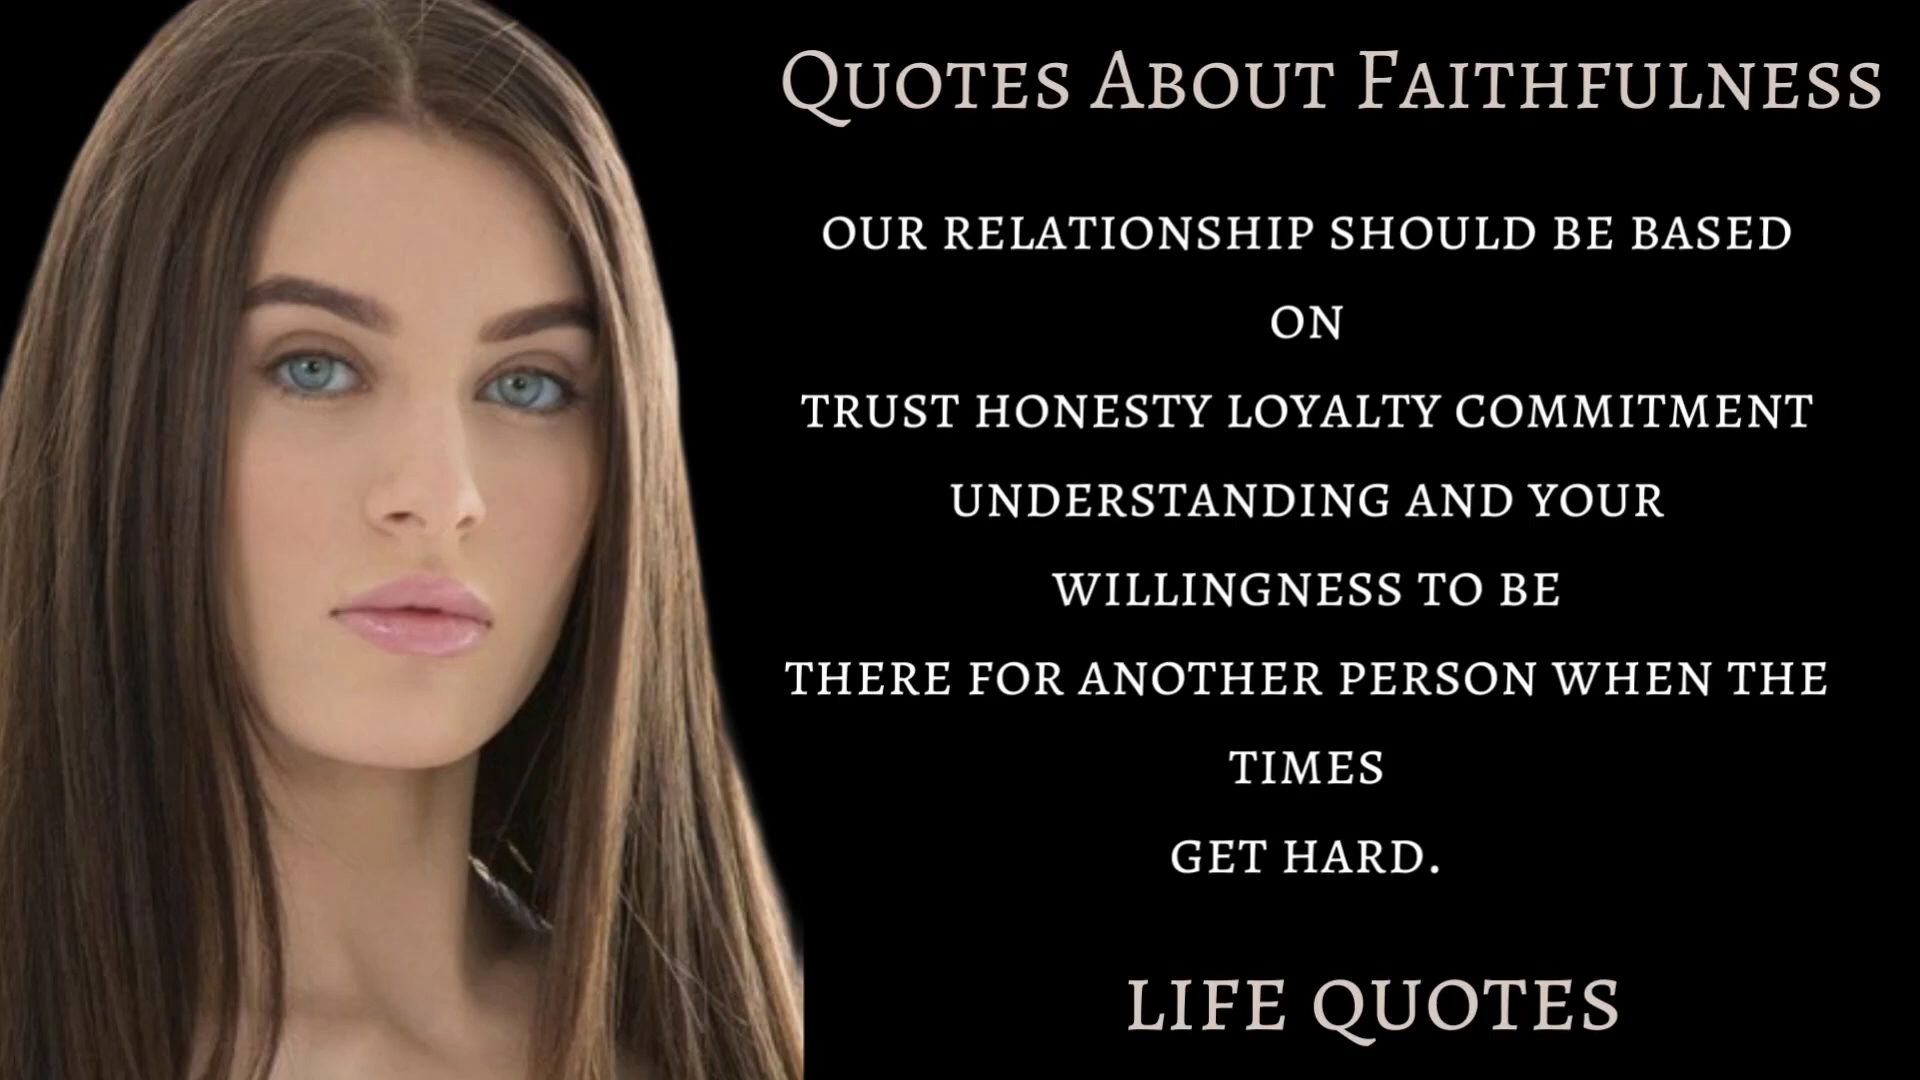 Quotes About Faithfulness
OUR RELATIONSHIP SHOULD BE BASED
ON
TRUST HONESTY LOYALTY COMMITMENT
UNDERSTANDING AND YOUR
WILLINGNESS TO BE
THERE FOR ANOTHER PERSON WHEN THE
TIMES
GET HARD.
LIFE QUOTES